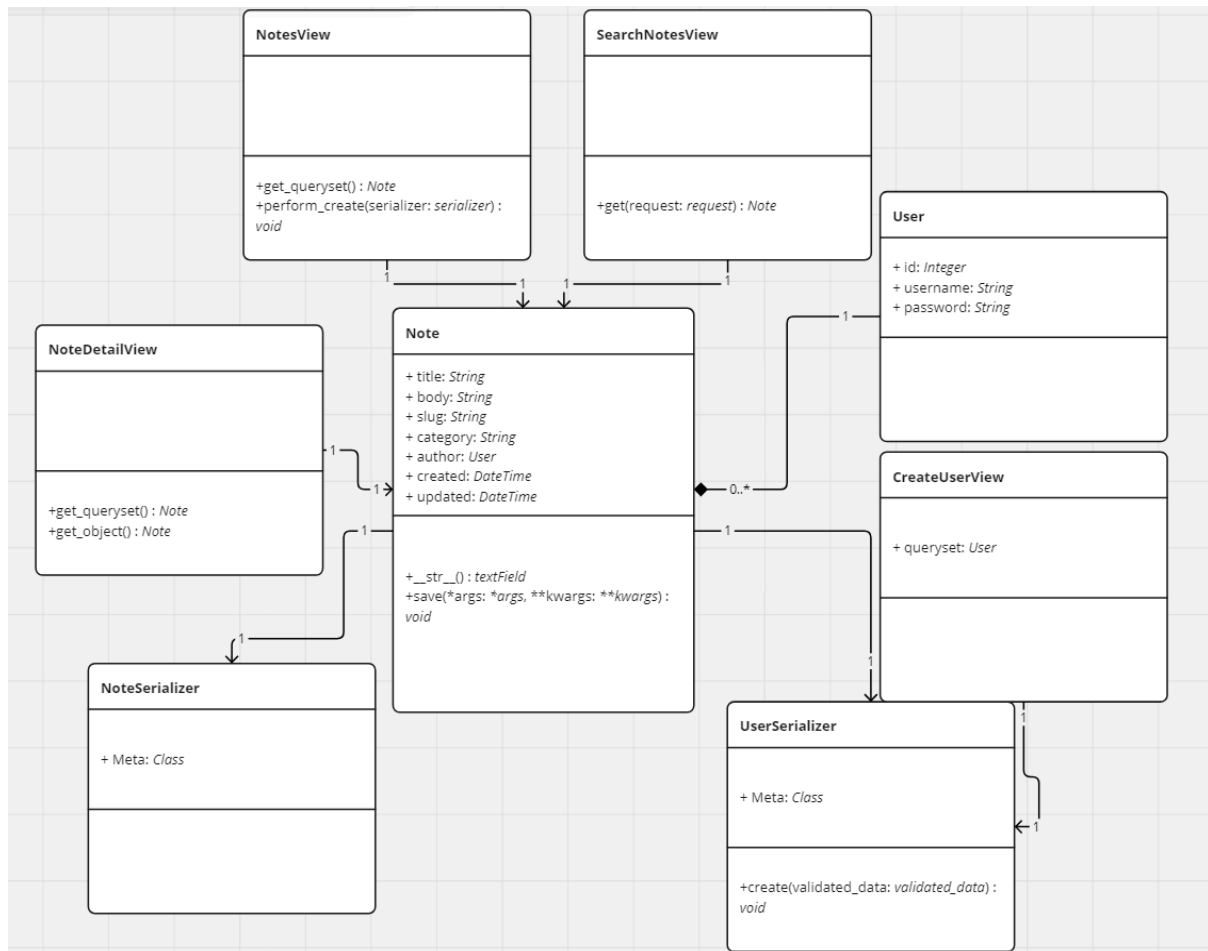 NotesView
+get_queryset() : Note
+perform_create(serializer: serializer) :
void
1
1
SearchNotesView
+get(request: request) : Note
1
1
User
+ id: Integer
+ username: String
+ password: String
1
0..*
NoteDetailView
+get_queryset() : Note
+get_object() : Note
1
1
Note
+ title: String
+ body: String
+ slug: String
+ category: String
+ author: User
+ created: DateTime
+ updated: DateTime
+__str__() : textField
+save(*args: *args, **kwargs: **kwargs) :
void
1
1
1
1
CreateUserView
+ queryset: User
1
1
NoteSerializer
+ Meta: Class
UserSerializer
+ Meta: Class
+create(validated_data: validated_data) :
void